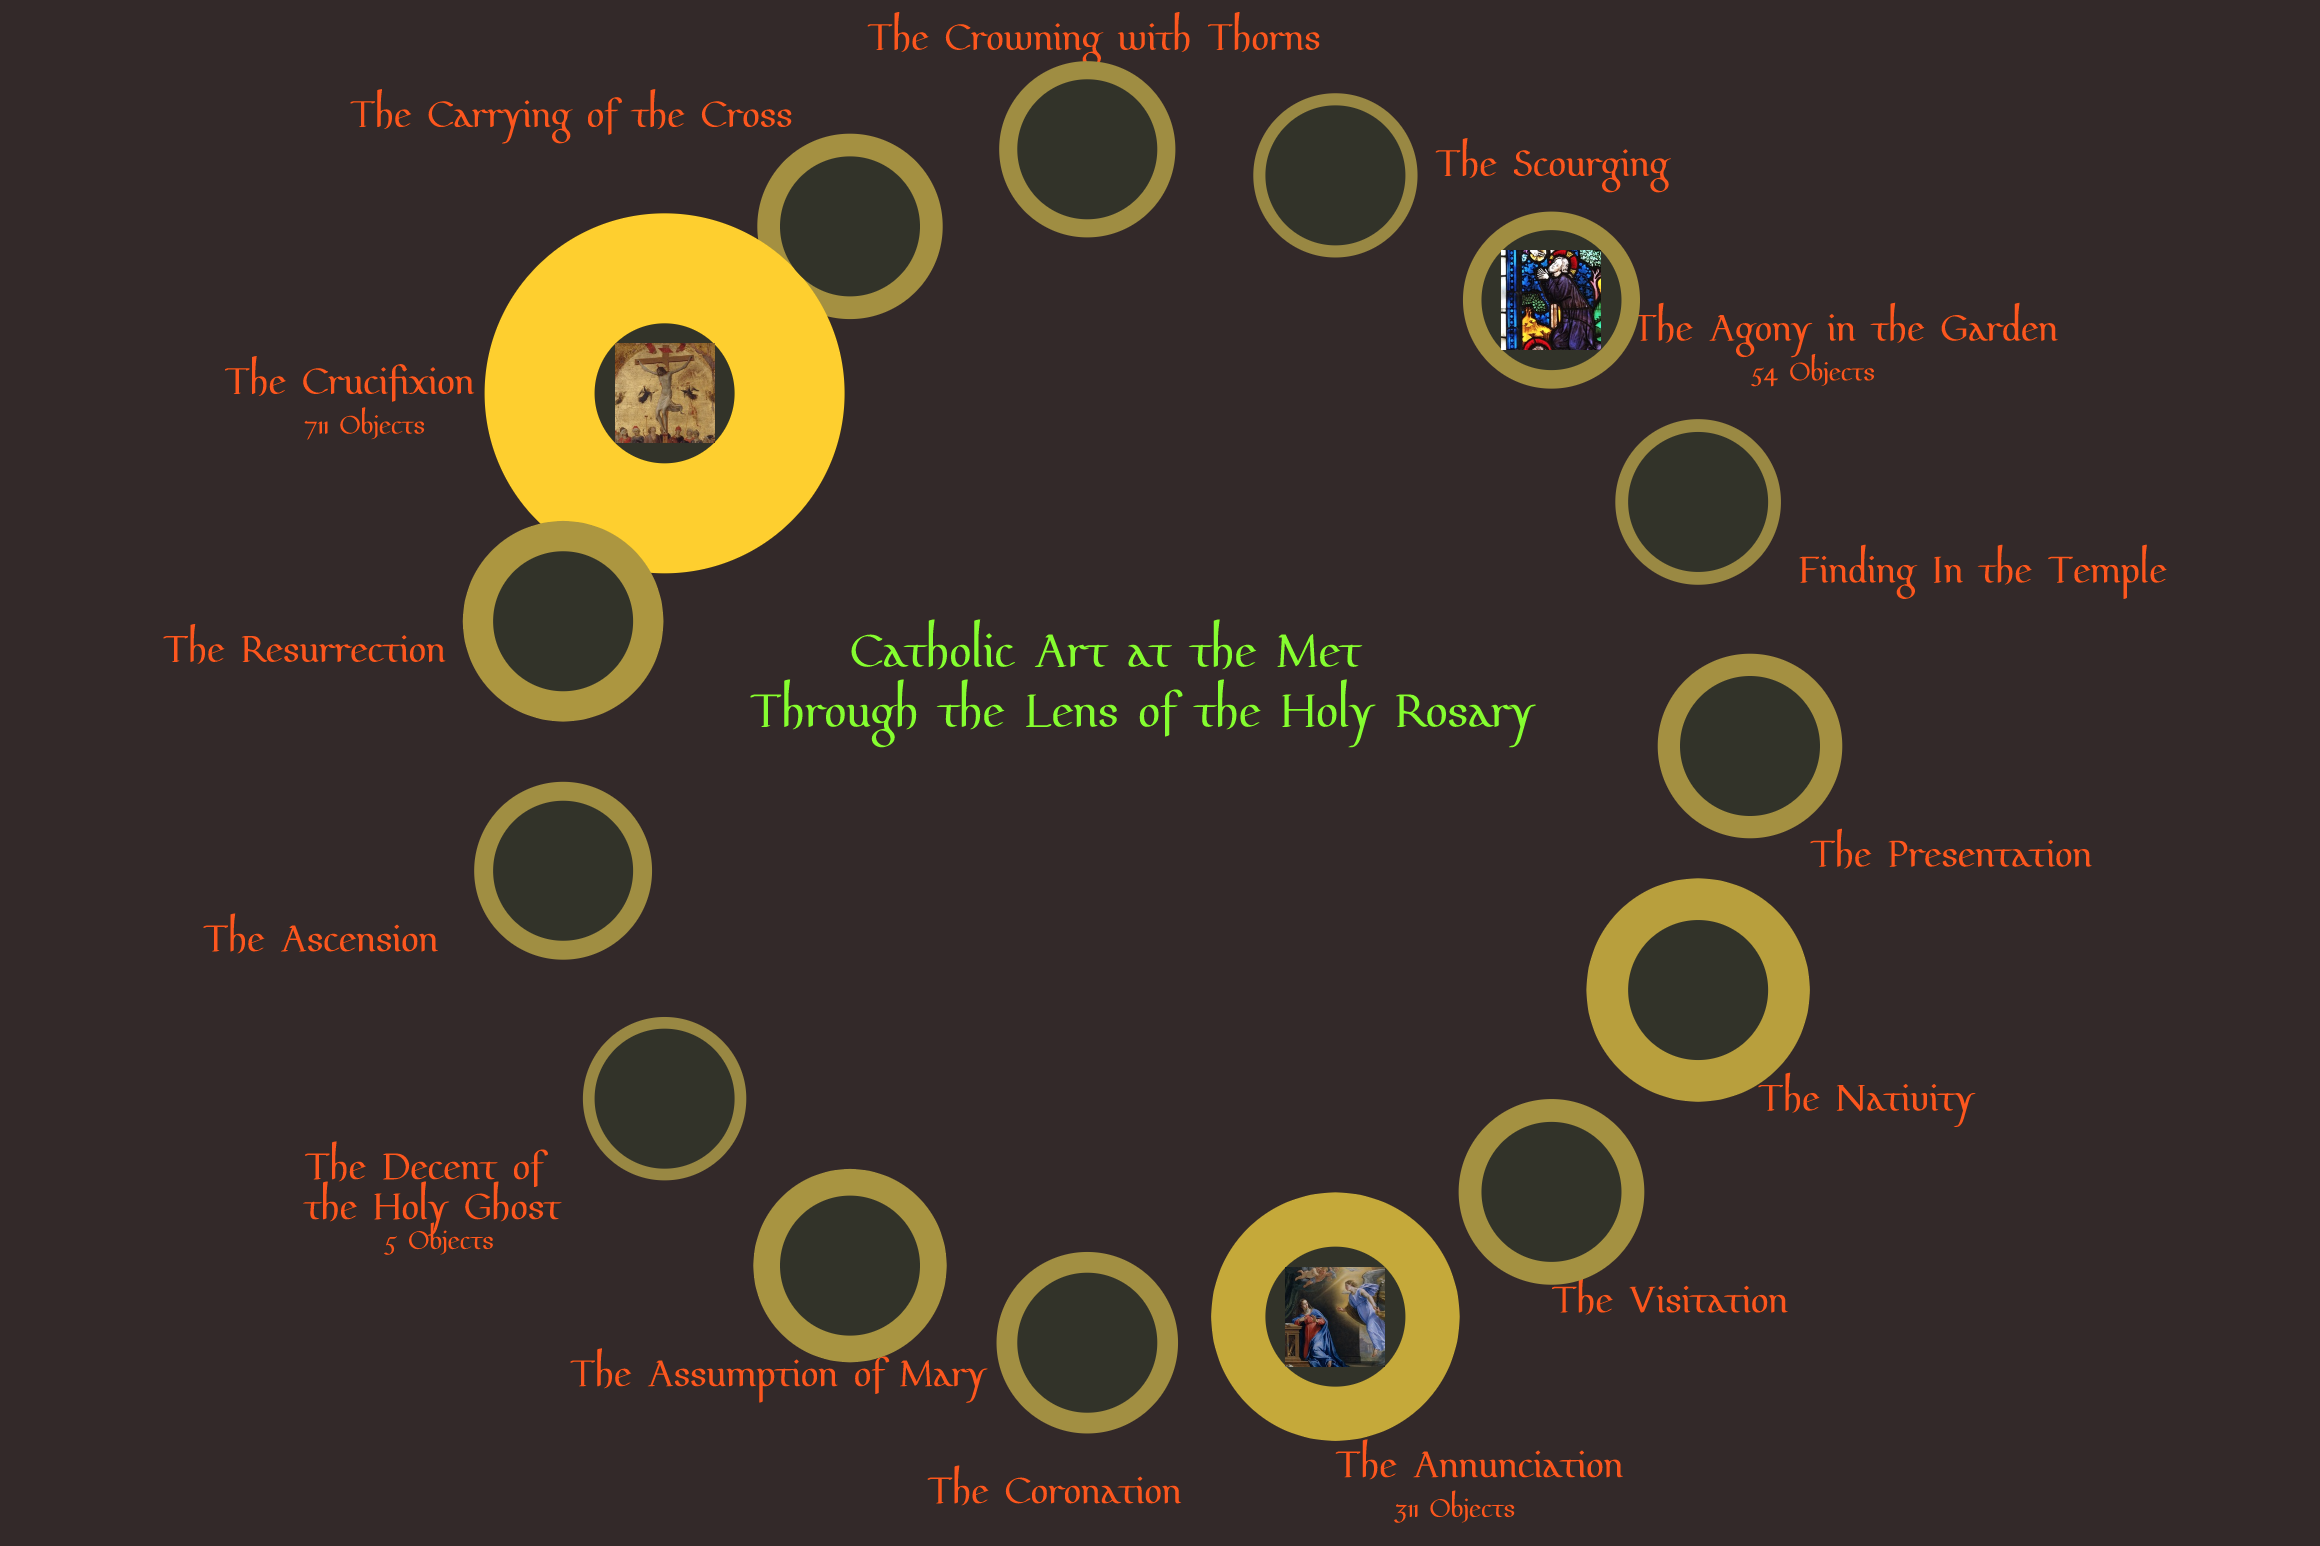 The Crowning with Thorns
The Carrying of the Cross
The Scourging
The Agony in the Garden
54 Objects
The Crucifixion
711 Objects
Finding In the Temple
The Resurrection
Catholic Art at the Met
Through the Lens of the Holy Rosary
The Presentation
The Ascension
The Nativity
The Decent of
the Holy Ghost
5 Objects
The Visitation
The Assumption of Mary
The Annunciation
311 Objects
The Coronation